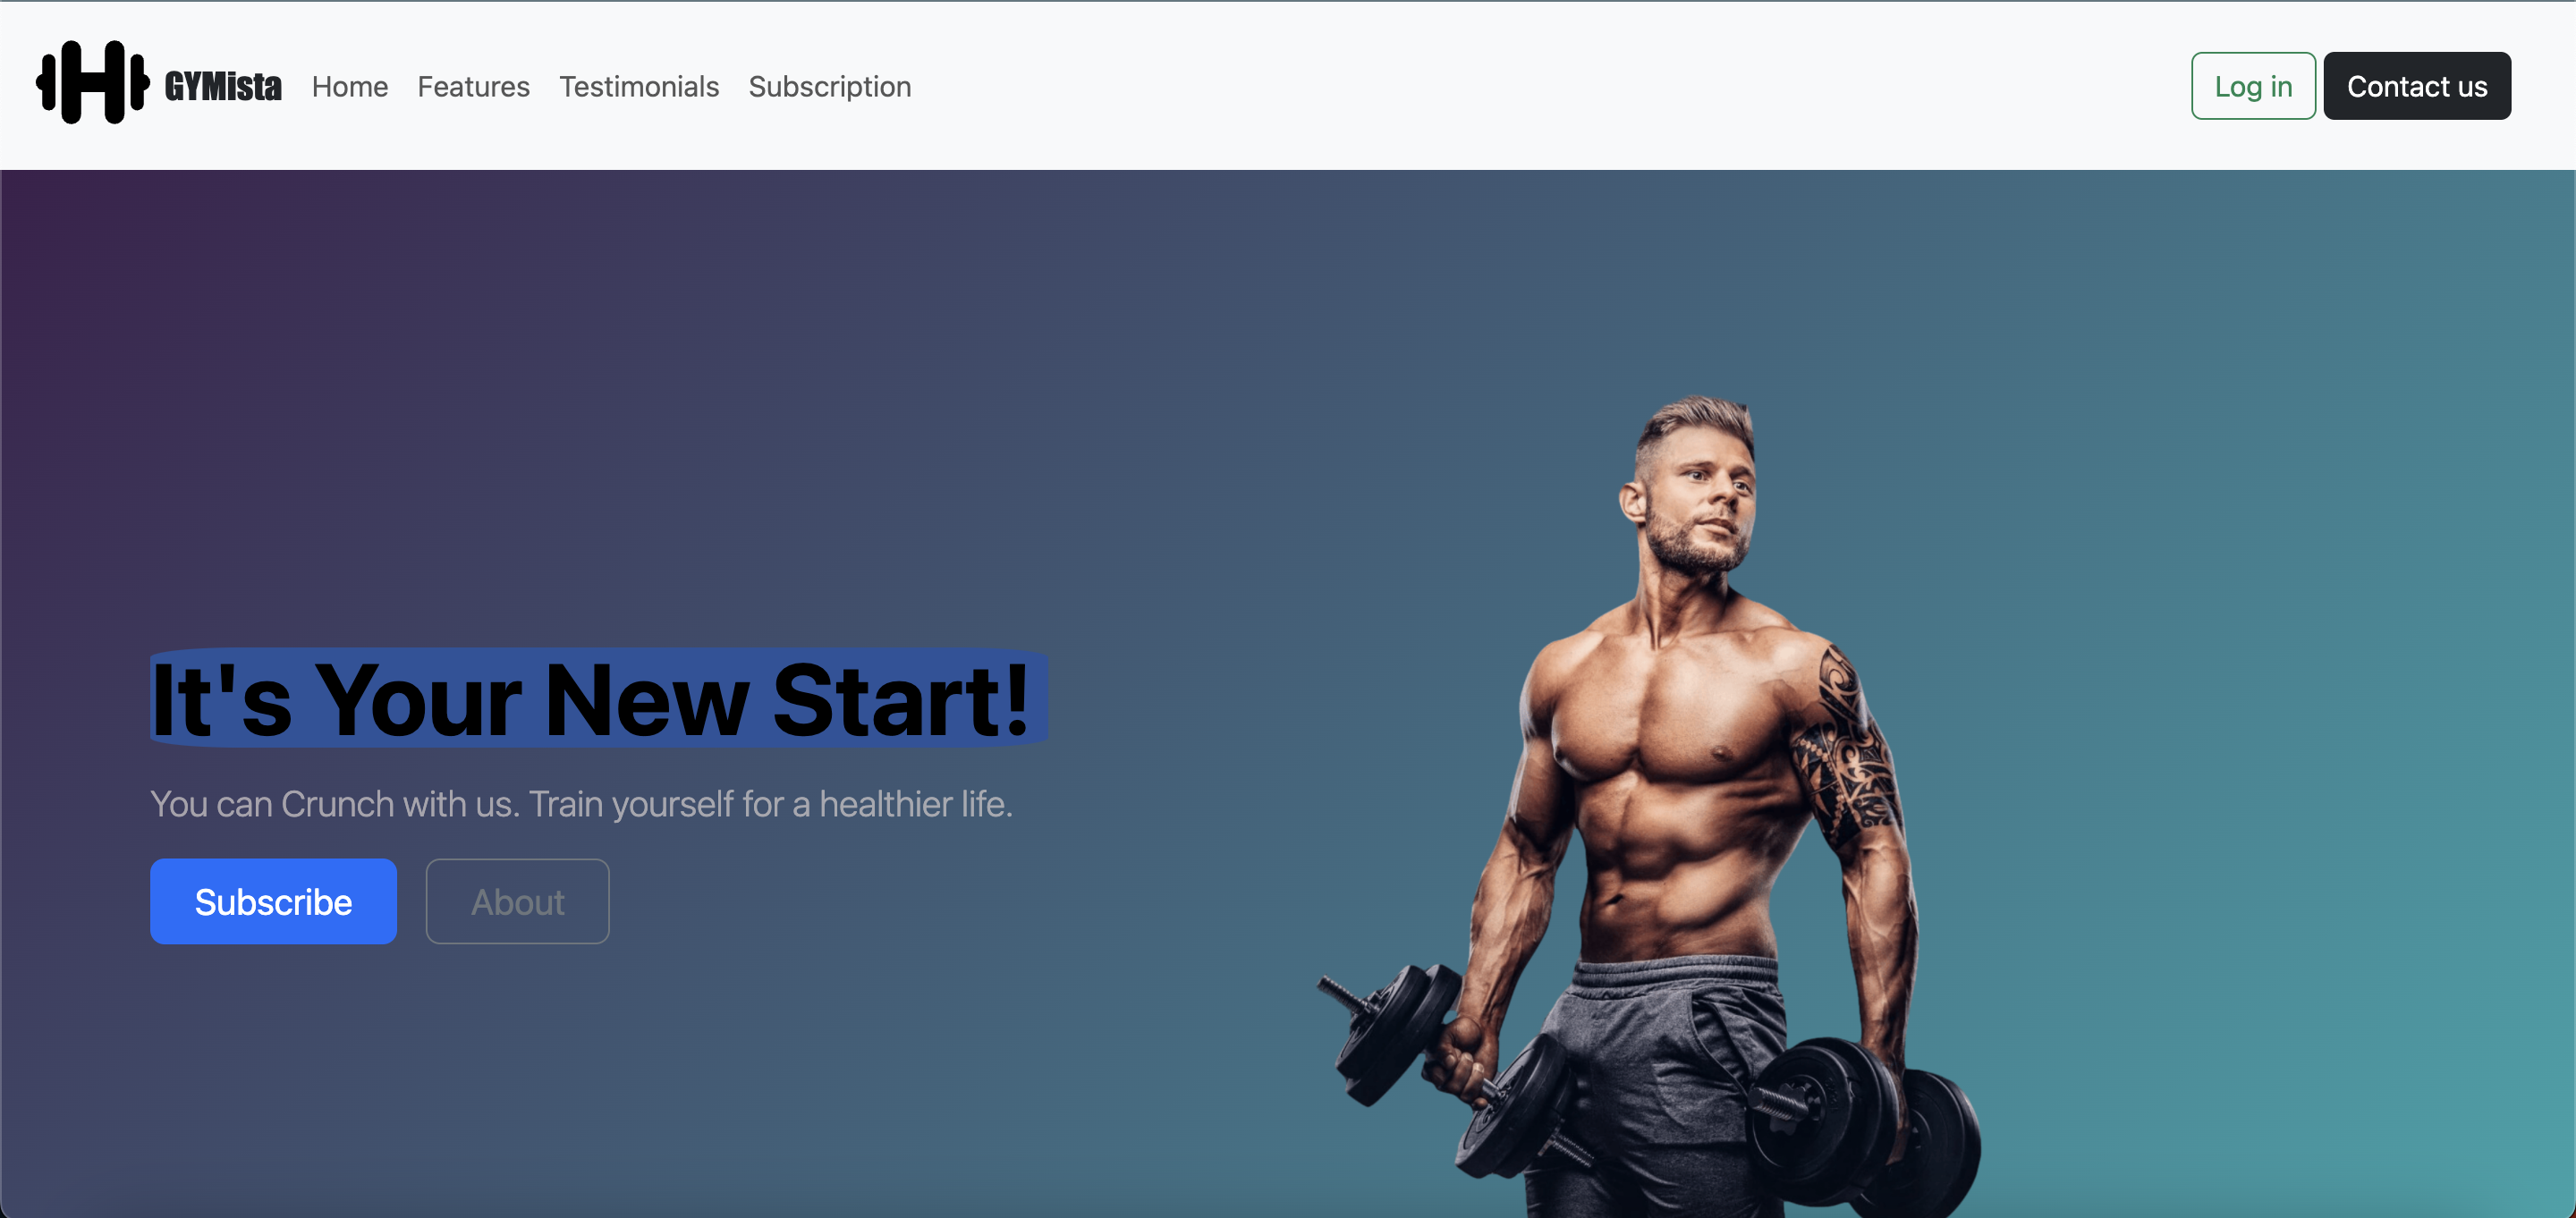 GYMista Home Features Testimonials Subscription Log in Contact us
It's Your New Start!
You can Crunch with us. Train yourself for a healthier life.
Subscribe About